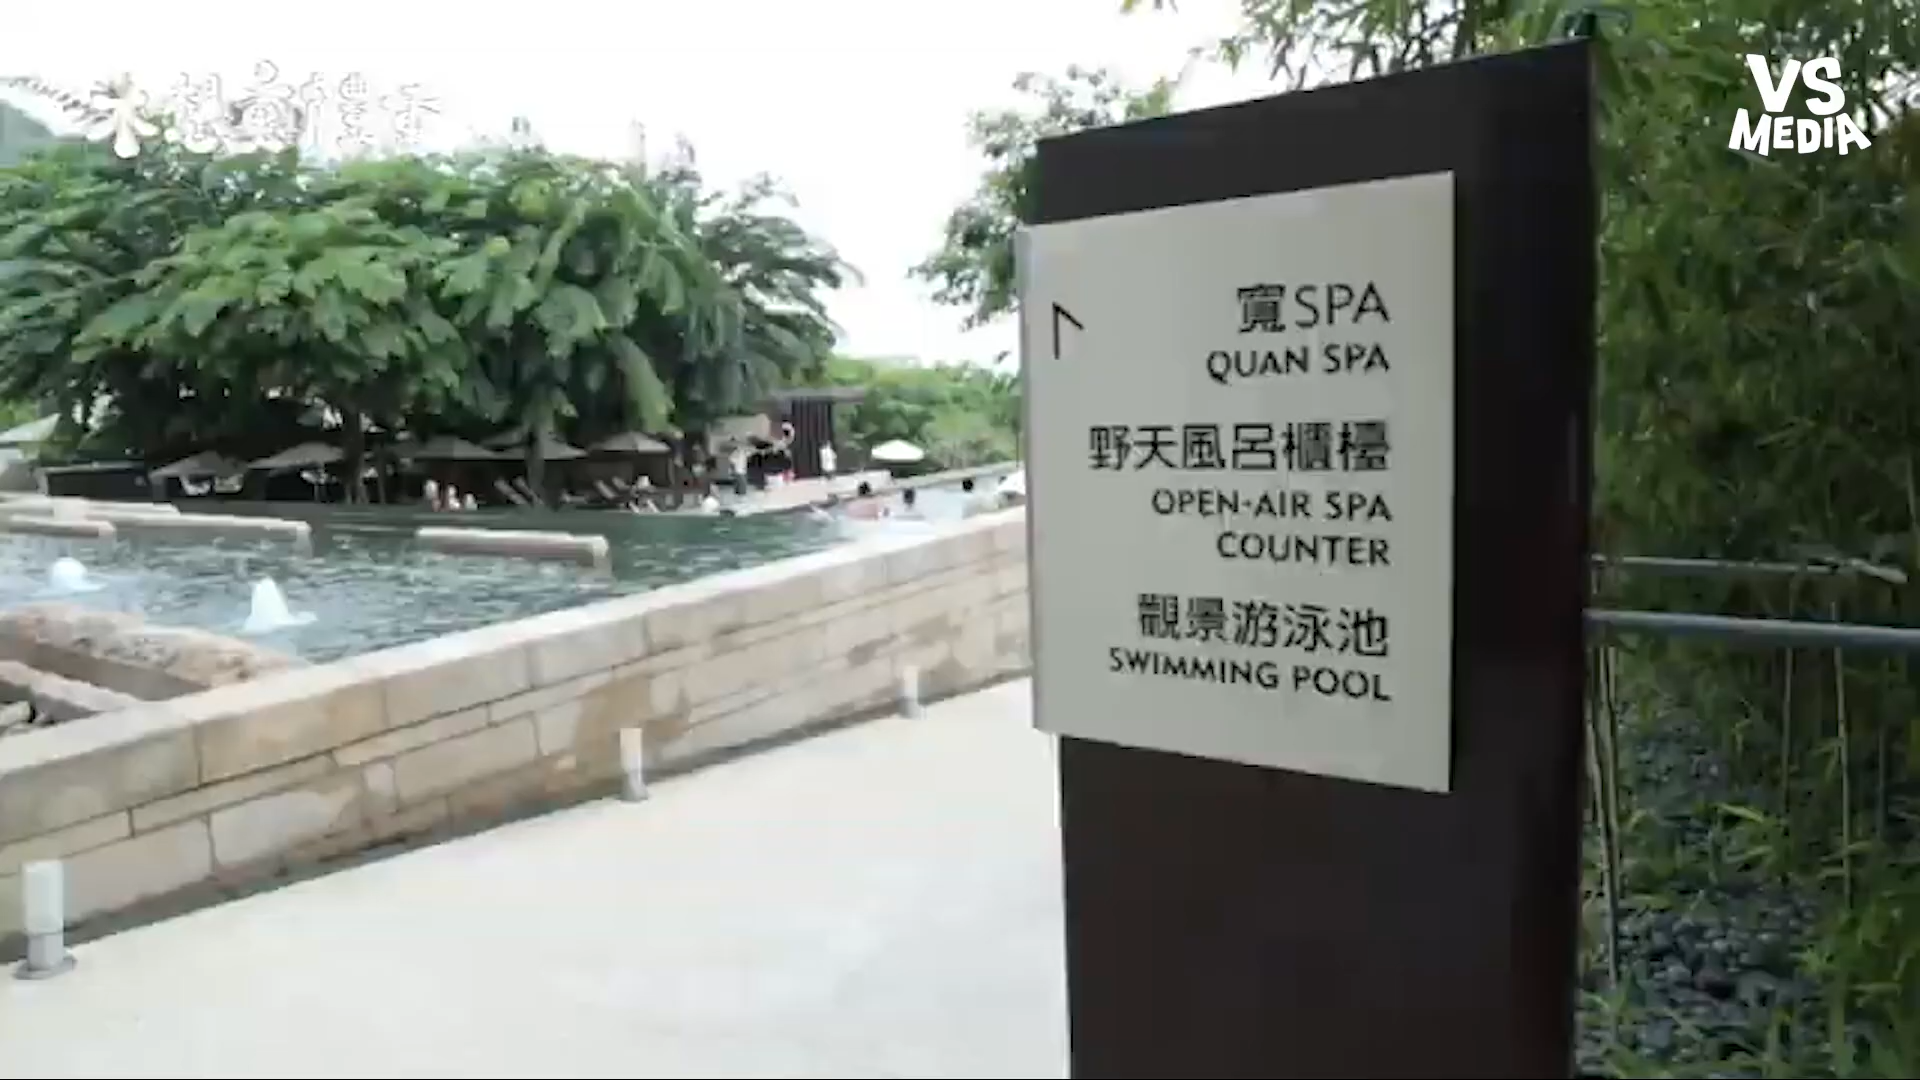 VS
MEDIA
寬SPA
QUAN SPA
野天風呂櫃檯
OPEN-AIR SPA
COUNTER
觀景游泳池
SWIMMING POOL